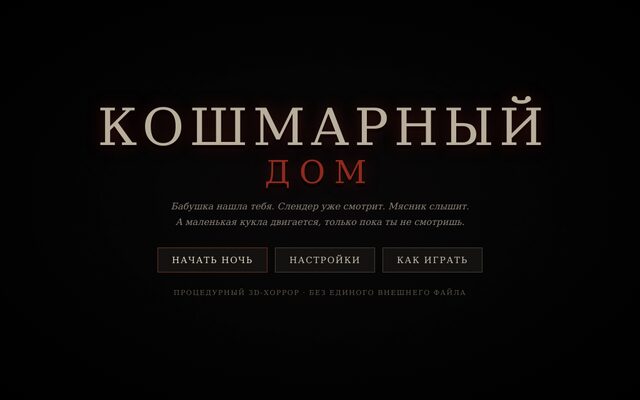 КОШМАРНЫЙ
ДОМ
Бабушка нашла тебя. Слендер уже смотрит. Мясник слышит.
А маленькая кукла двигается, только пока ты не смотришь.
НАЧАТЬ НОЧЬ НАСТРОЙКИ КАК ИГРАТЬ
ПРОЦЕДУРНЫЙ 3D-ХОРРОР · БЕЗ ЕДИНОГО ВНЕШНЕГО ФАЙЛА